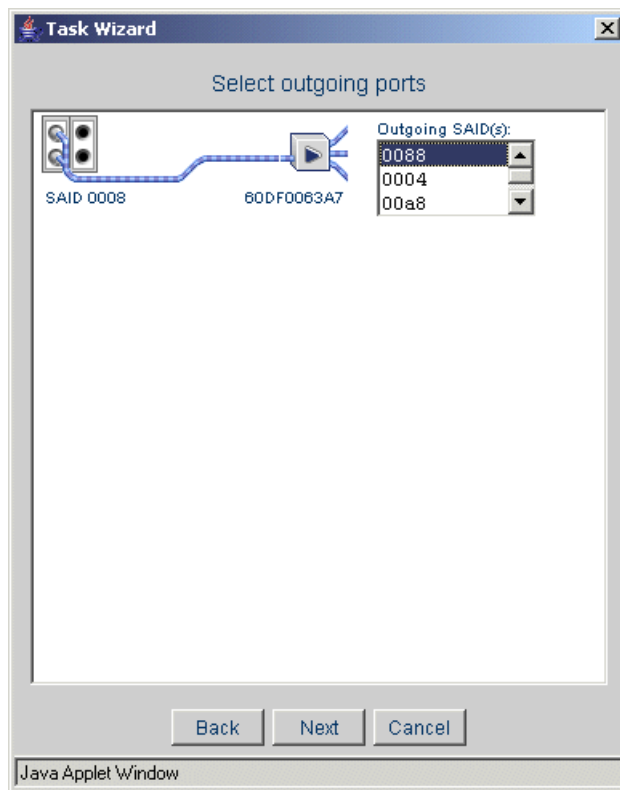 Task Wizard
Select outgoing ports
Outgoing SAID(s):
0088
0004
00a8
SAID 0008
60DF0063A7
Back
Next
Cancel
Java Applet Window